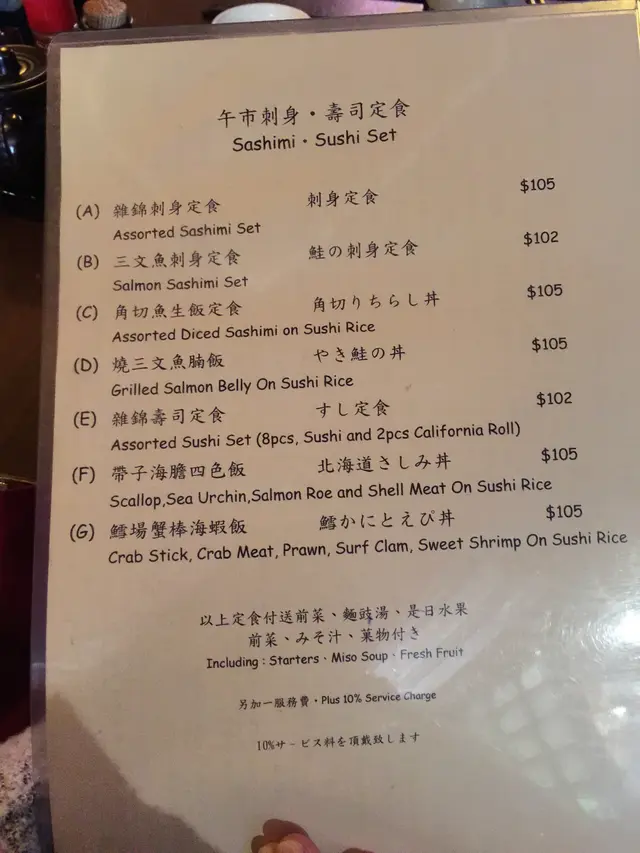 午市刺身・壽司定食
Sashimi・Sushi Set
(A) 雜錦刺身定食 刺身定食 $105
Assorted Sashimi Set
(B) 三文魚刺身定食 鮭の刺身定食 $102
Salmon Sashimi Set
(C) 角切魚生飯定食 角切りちらし丼 $105
Assorted Diced Sashimi on Sushi Rice
(D) 燒三文魚腩飯 やき鮭の丼 $105
Grilled Salmon Belly On Sushi Rice
(E) 雜錦壽司定食 すし定食 $102
Assorted Sushi Set (8pcs, Sushi and 2pcs California Roll)
(F) 帶子海膽四色飯 北海道さしみ丼 $105
Scallop,Sea Urchin,Salmon Roe and Shell Meat On Sushi Rice
(G) 鱈場蟹棒海蝦飯 鱈かにとえび丼 $105
Crab Stick, Crab Meat, Prawn, Surf Clam, Sweet Shrimp On Sushi Rice
以上定食付送前菜、麵豉湯、是日水果
前菜、みそ汁、菓物付き
Including : Starters、Miso Soup、Fresh Fruit
另加一服務費・Plus 10% Service Charge
10%サービス料を頂戴致します